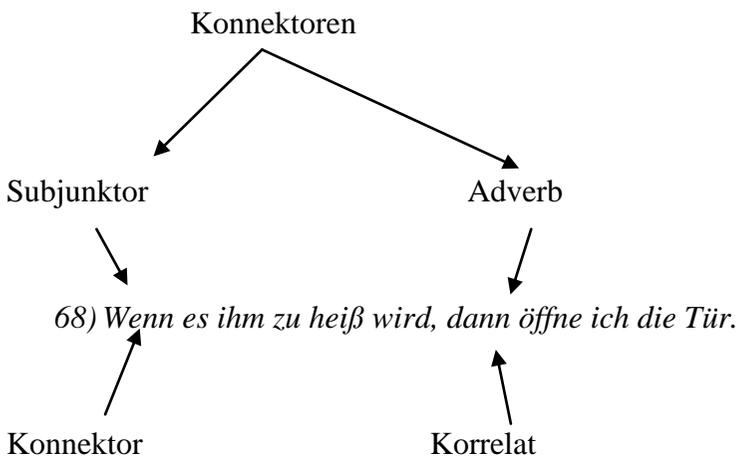 Konnektoren
Subjunktor Adverb
68) Wenn es ihm zu heiß wird, dann öffne ich die Tür.
Konnektor Korrelat